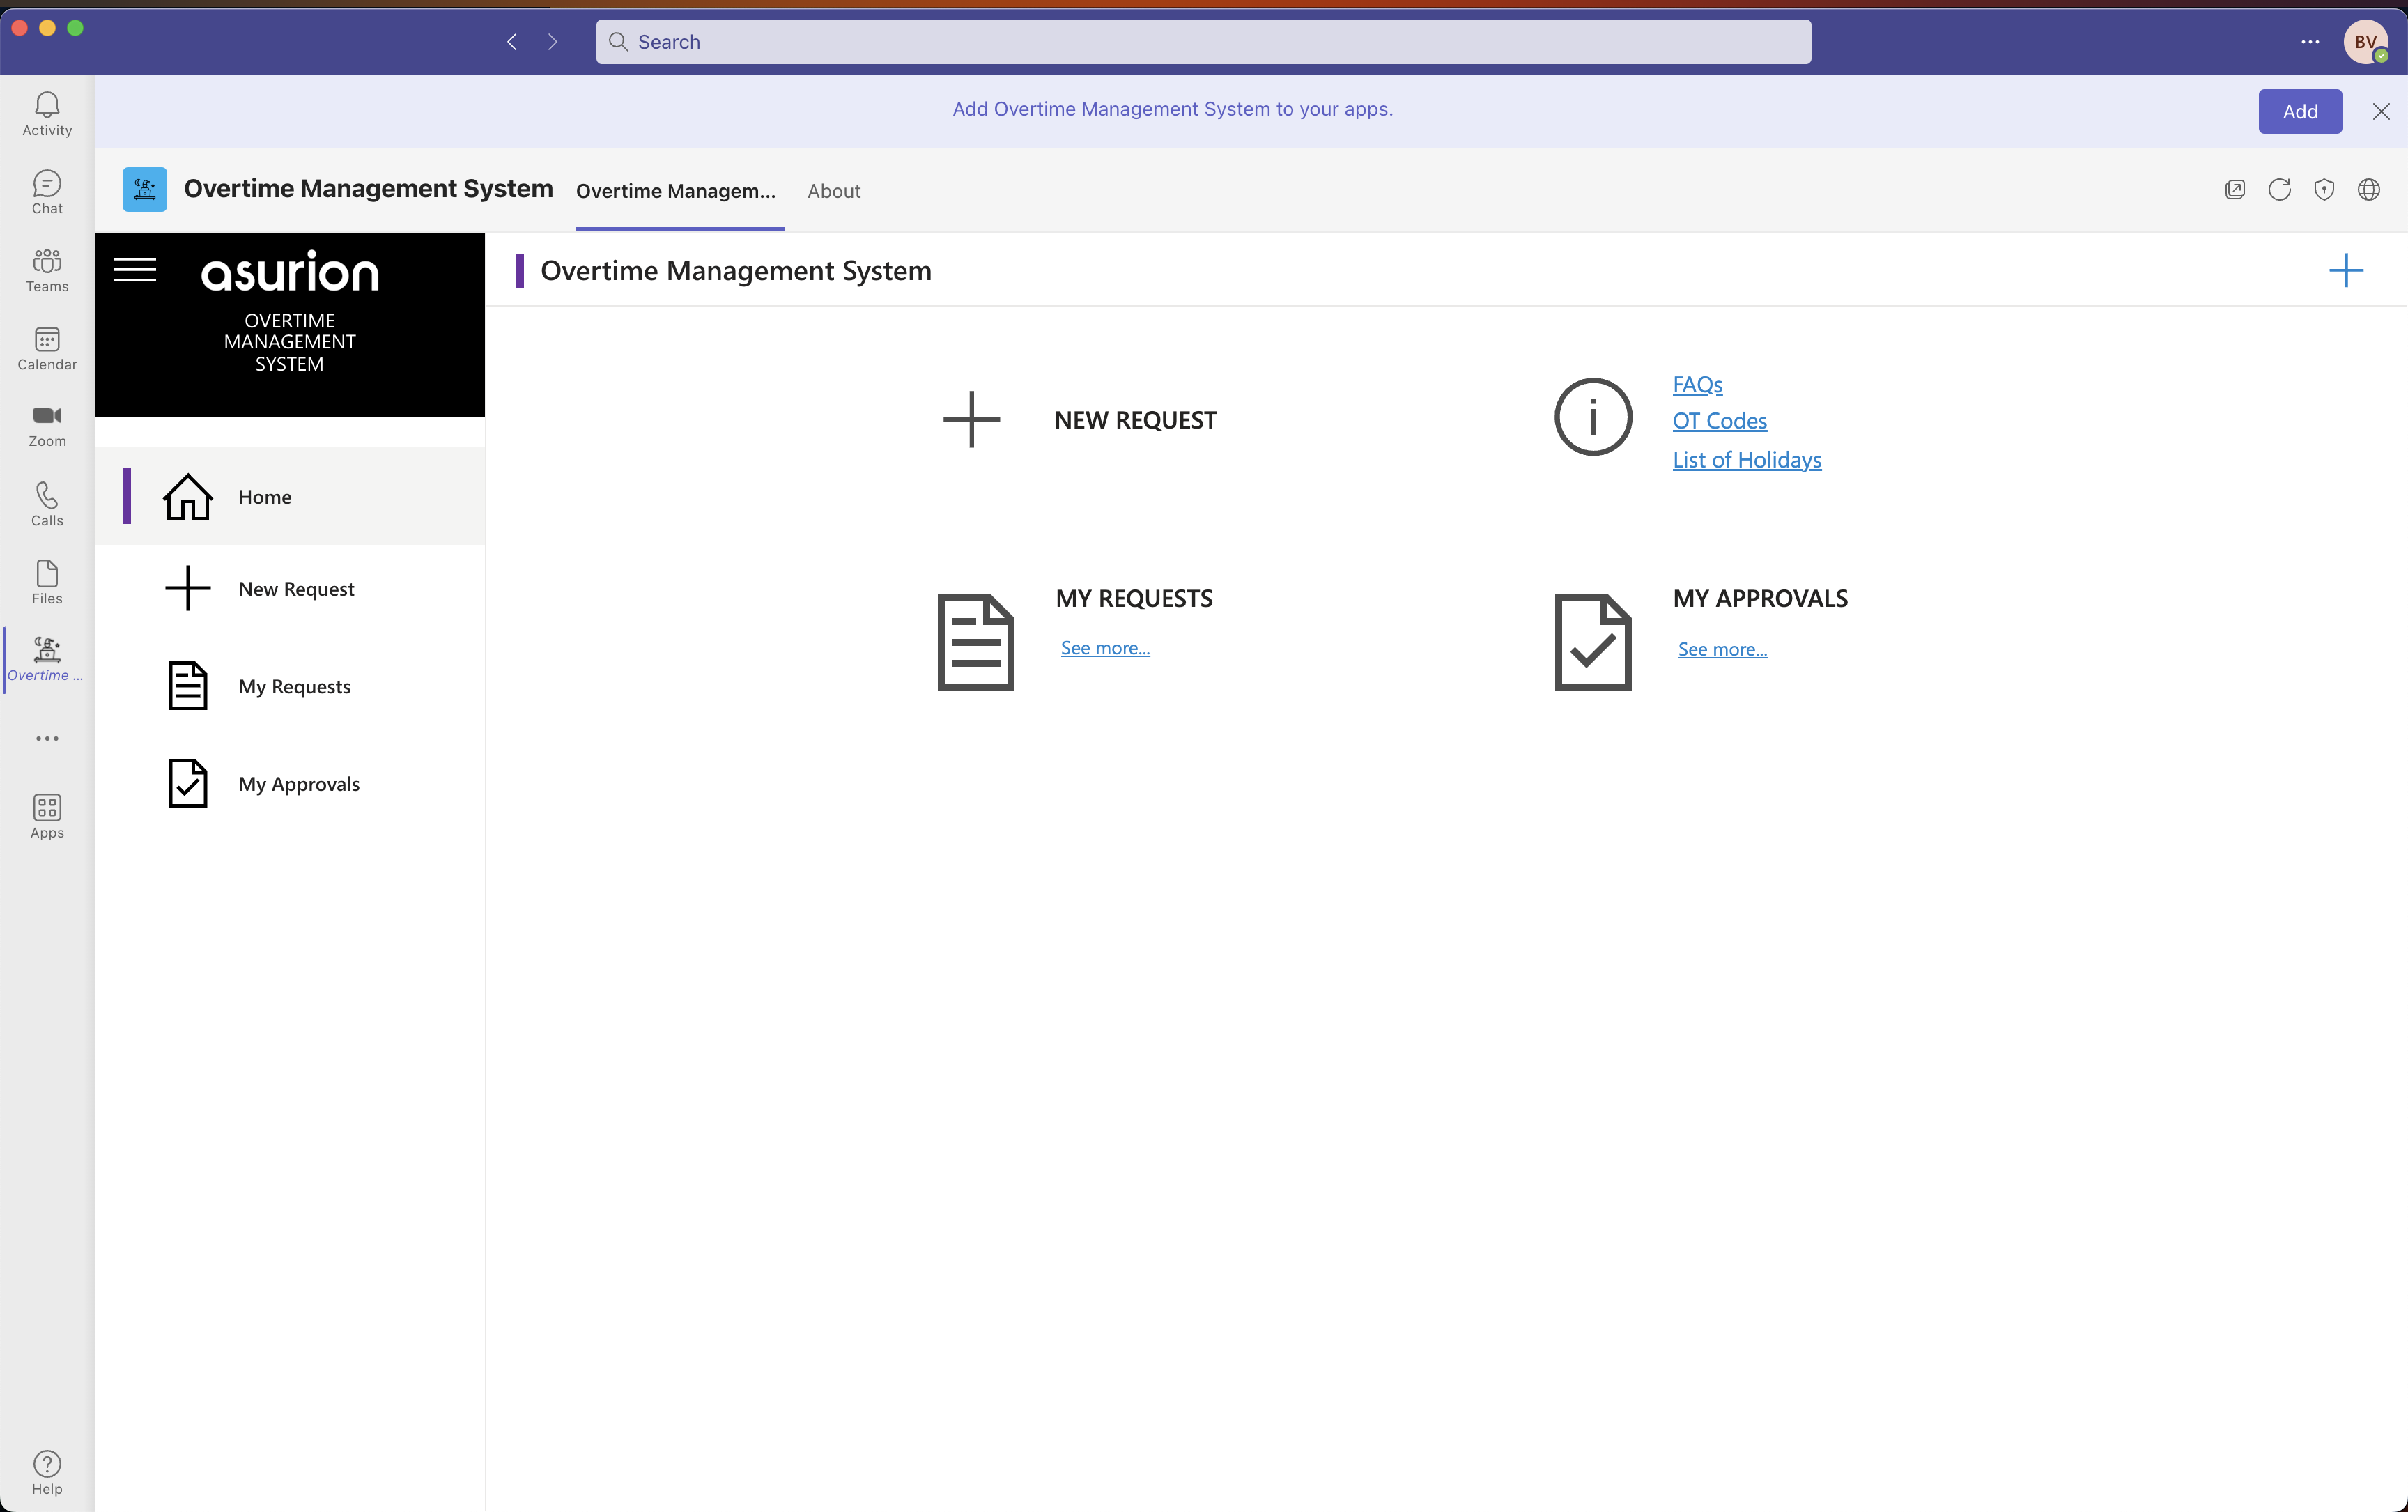 Search
BV
Activity
Chat
Teams
Calendar
Zoom
Calls
Files
Overtime ...
Apps
Help
Add Overtime Management System to your apps.
Add
Overtime Management System
Overtime Managem...
About
asurion
OVERTIME
MANAGEMENT
SYSTEM
Home
New Request
My Requests
My Approvals
Overtime Management System
NEW REQUEST
FAQs
OT Codes
List of Holidays
MY REQUESTS
See more...
MY APPROVALS
See more...